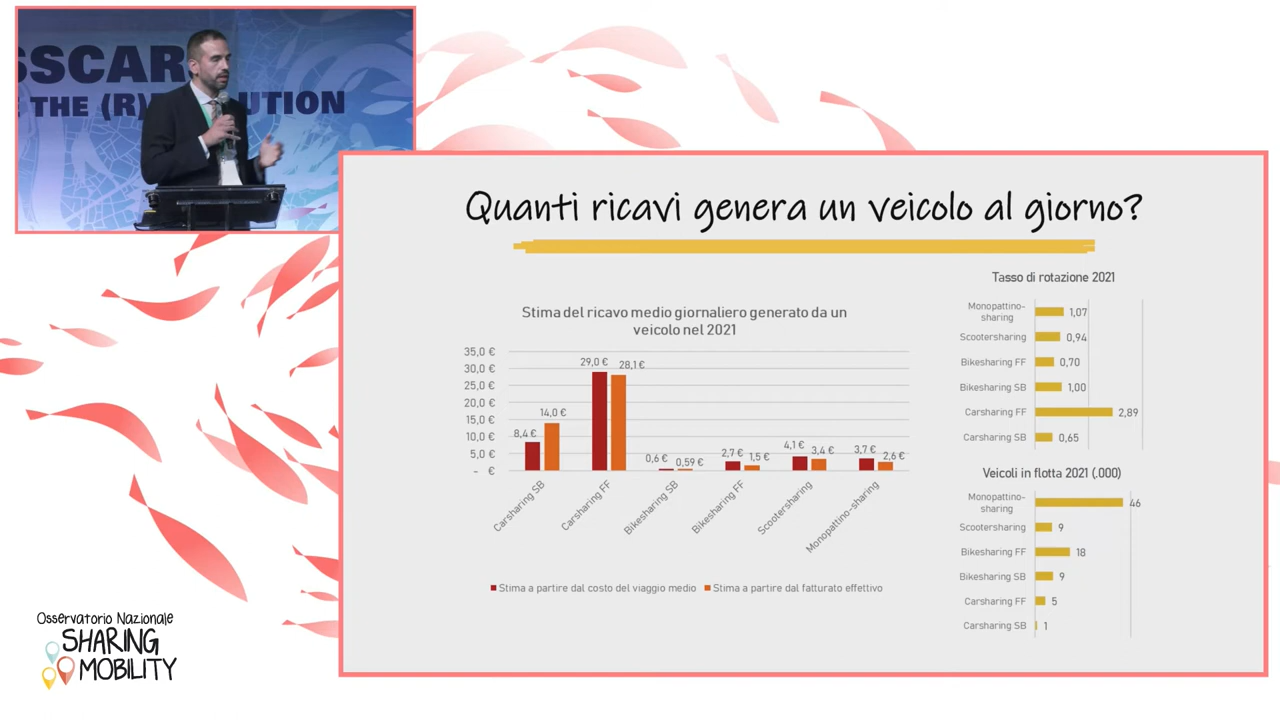 SSCAR
THE (R)
UTION
Quanti ricavi genera un veicolo al giorno?
Stima del ricavo medio giornaliero generato da un
veicolo nel 2021
35,0 €
30,0 €
25,0 €
20,0 €
15,0 €
10,0 €
5,0 €
- €
8,4 €
14,0 €
29,0 €
28,1 €
0,6 €
0,59 €
2,7 €
1,5 €
4,1 €
3,4 €
3,7 €
2,6 €
Carsharing SB
Carsharing FF
Bikesharing SB
Bikesharing FF
Scootersharing
Monopattino-sharing
Stima a partire dal costo del viaggio medio
Stima a partire dal fatturato effettivo
Tasso di rotazione 2021
Monopattino-
sharing
1,07
Scootersharing
0,94
Bikesharing FF
0,70
Bikesharing SB
1,00
Carsharing FF
2,89
Carsharing SB
0,65
Veicoli in flotta 2021 (.000)
Monopattino-
sharing
46
Scootersharing
9
Bikesharing FF
18
Bikesharing SB
9
Carsharing FF
5
Carsharing SB
1
Osservatorio Nazionale
SHARING
MOBILITY